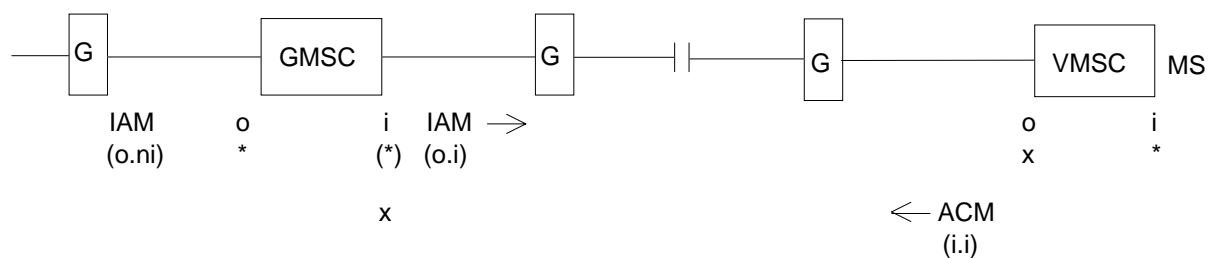 G GMSC G G VMSC MS
IAM o i IAM o i
(o.ni) * (*) (o.i) x *
x ACM
(i.i)